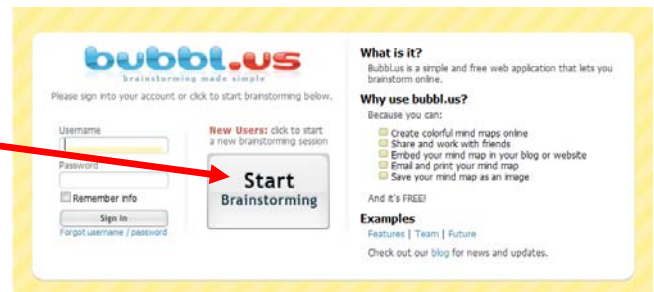 bubbl.us
brainstorming made simple
Please sign into your account or click to start branstorming below.
Username
Password
Remember info
Sign In
Forgot username / password
New Users: click to start
a new branstorming session
Start
Brainstorming
What is it?
Bubbl.us is a simple and free web application that lets you
brainstorm online.
Why use bubbl.us?
Because you can:
Create colorful mind maps online
Share and work with friends
Embed your mind map in your blog or website
Email and print your mind map
Save your mind map as an image
And it's FREE!
Examples
Features | Team | Future
Check out our blog for news and updates.